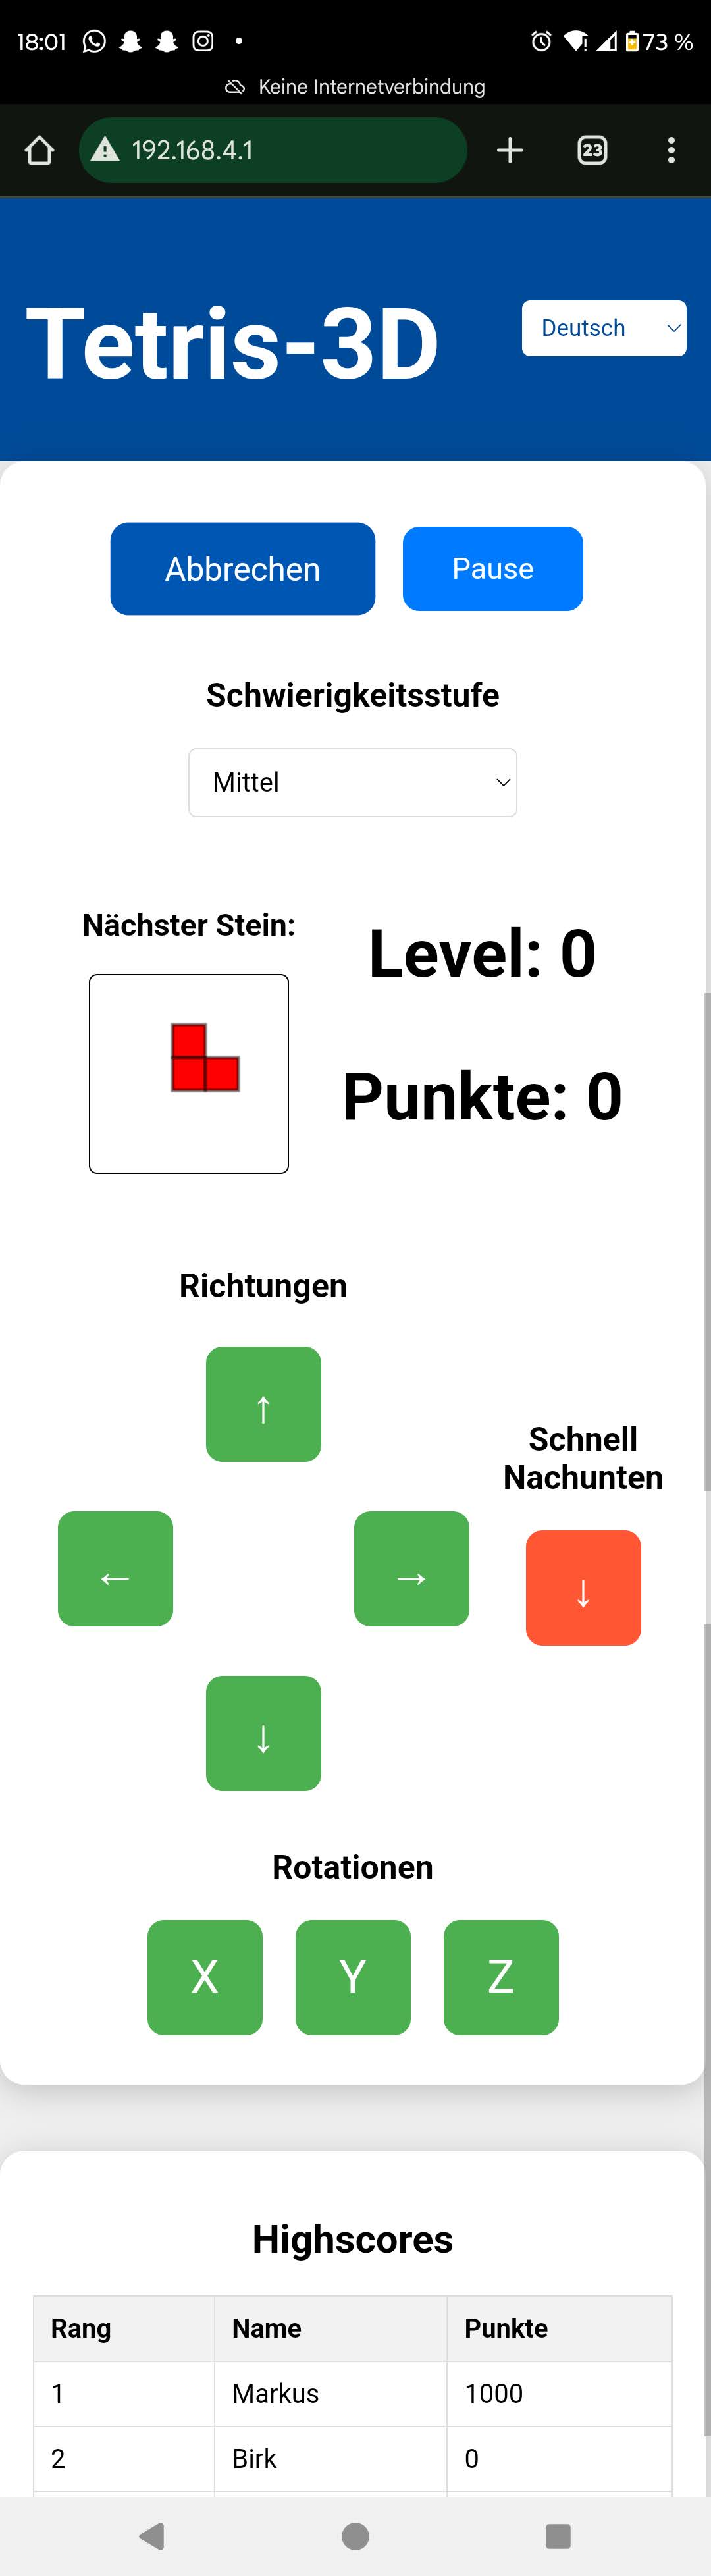 18:01
73 %
Keine Internetverbindung
192.168.4.1
23
Tetris-3D
Deutsch
Abbrechen
Pause
Schwierigkeitsstufe
Mittel
Nächster Stein:
Level: 0
Punkte: 0
Richtungen
↑
Schnell
Nachunten
←
→
↓
↓
Rotationen
X
Y
Z
Highscores
Rang Name Punkte
1 Markus 1000
2 Birk 0